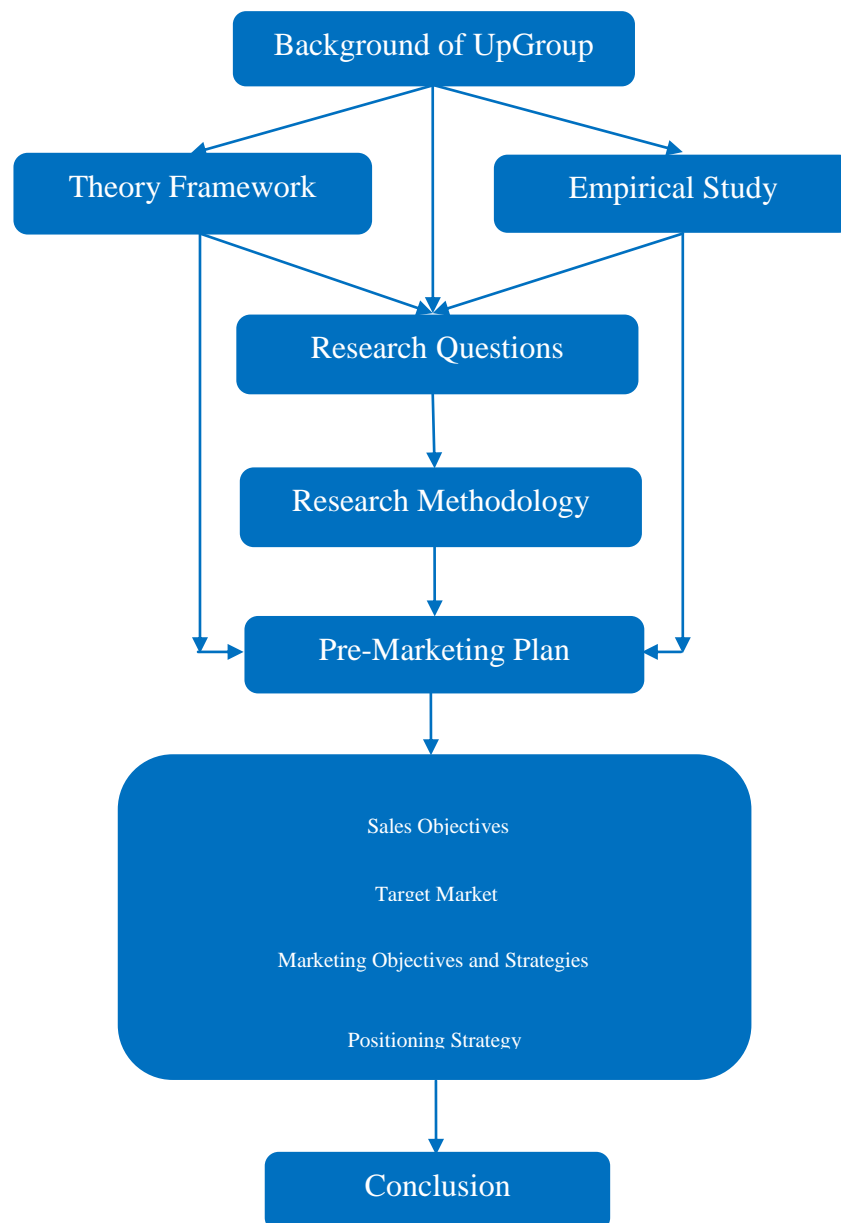 Background of UpGroup
Theory Framework
Empirical Study
Research Questions
Research Methodology
Pre-Marketing Plan
Sales Objectives
Target Market
Marketing Objectives and Strategies
Positioning Strategy
Conclusion